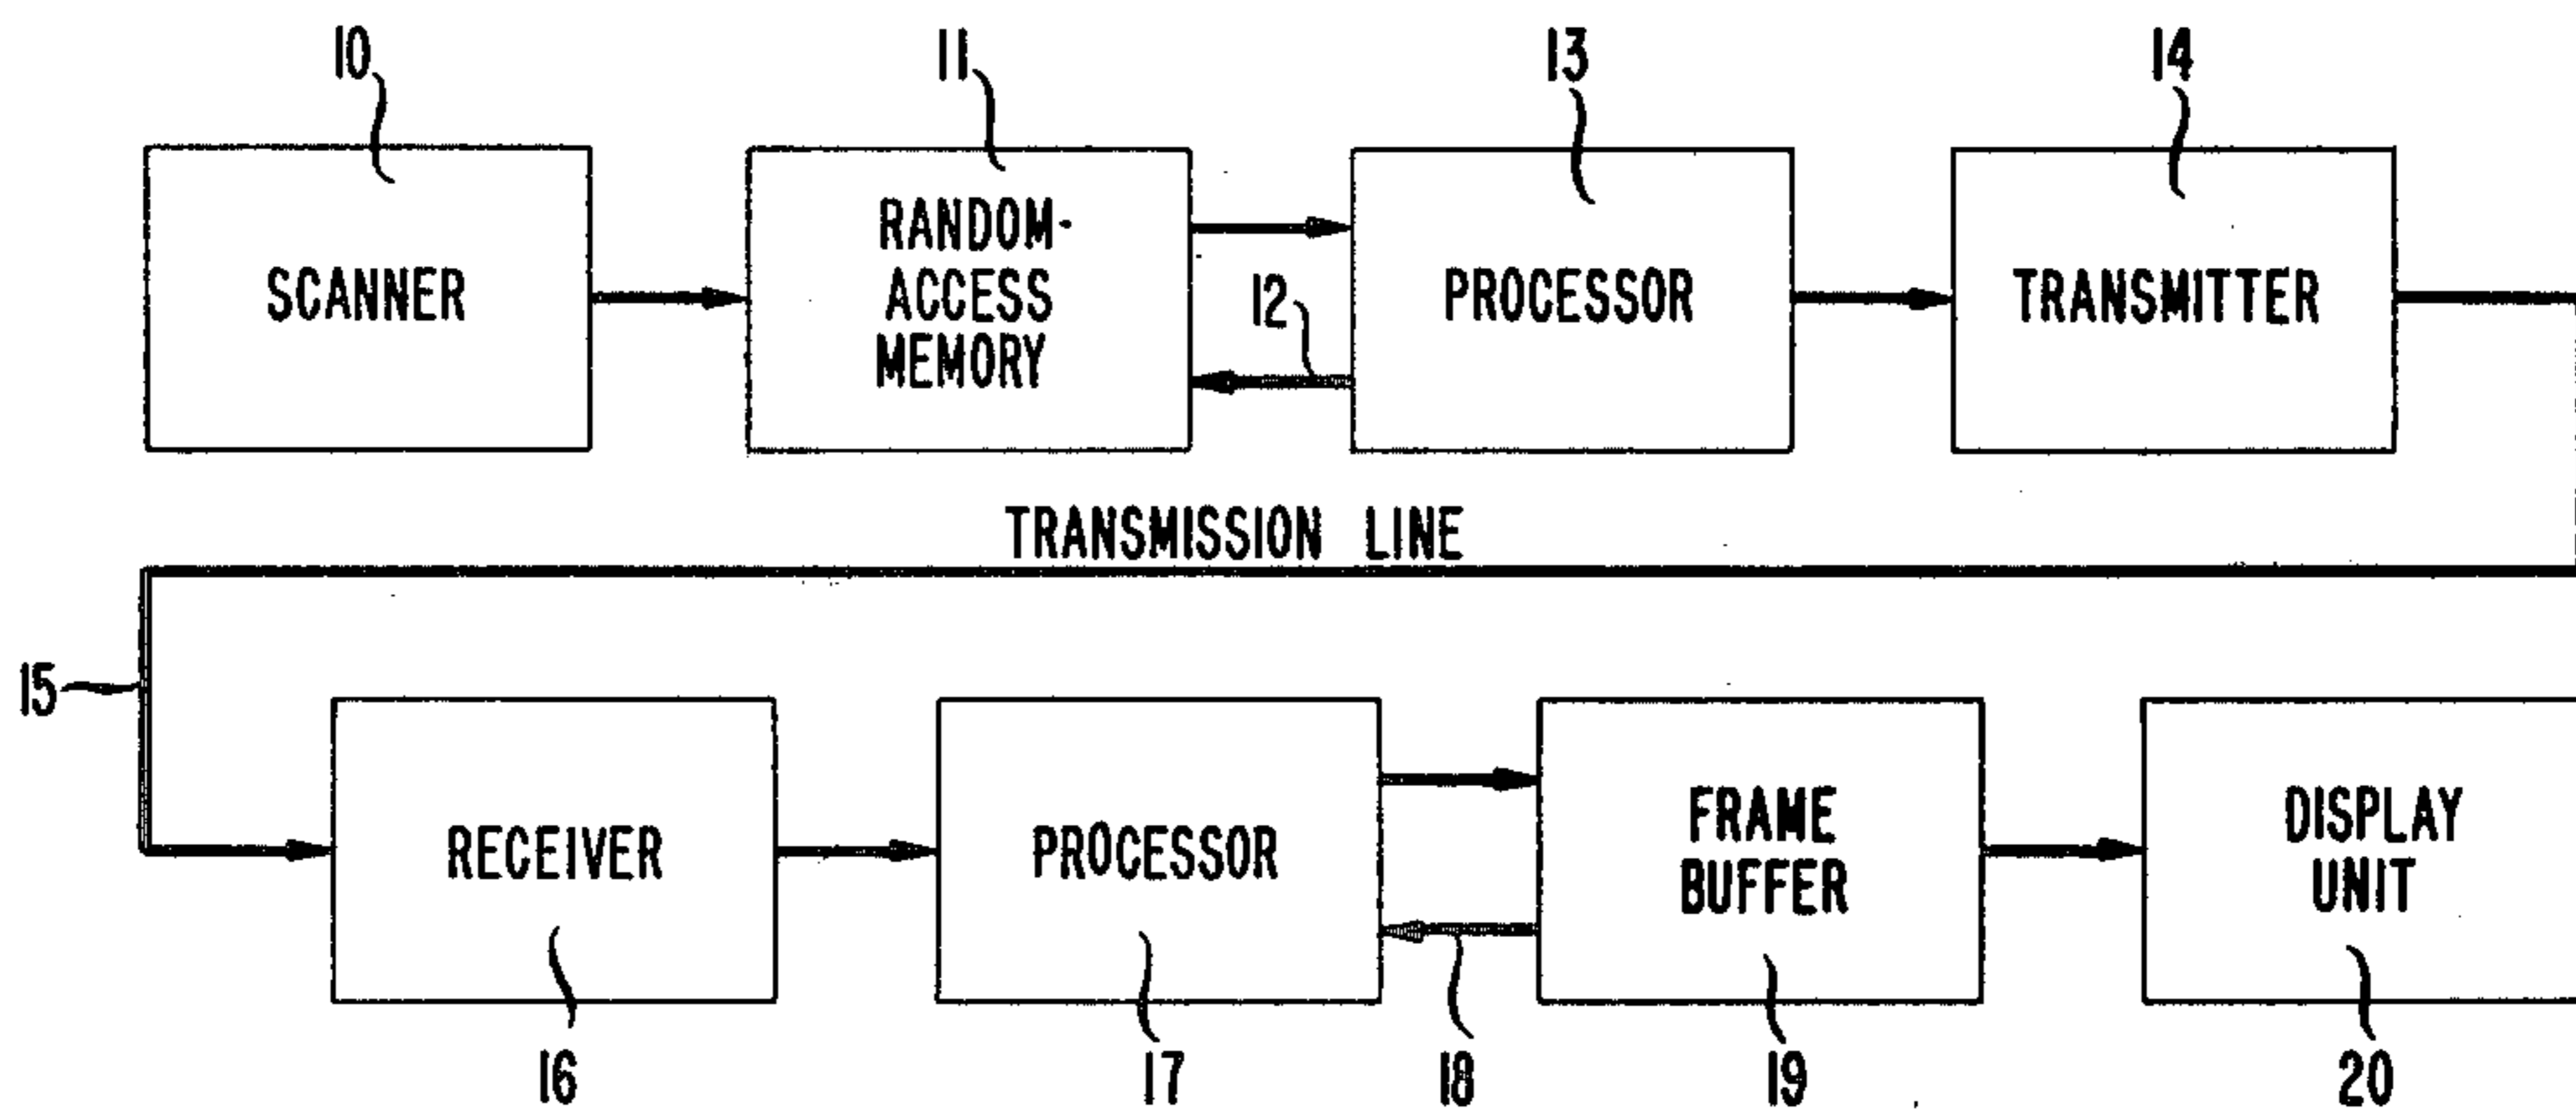 10
11
13
14
SCANNER
RANDOM-
ACCESS
MEMORY
12
PROCESSOR
TRANSMITTER
TRANSMISSION LINE
15
RECEIVER
PROCESSOR
FRAME
BUFFER
DISPLAY
UNIT
16
17
18
19
20